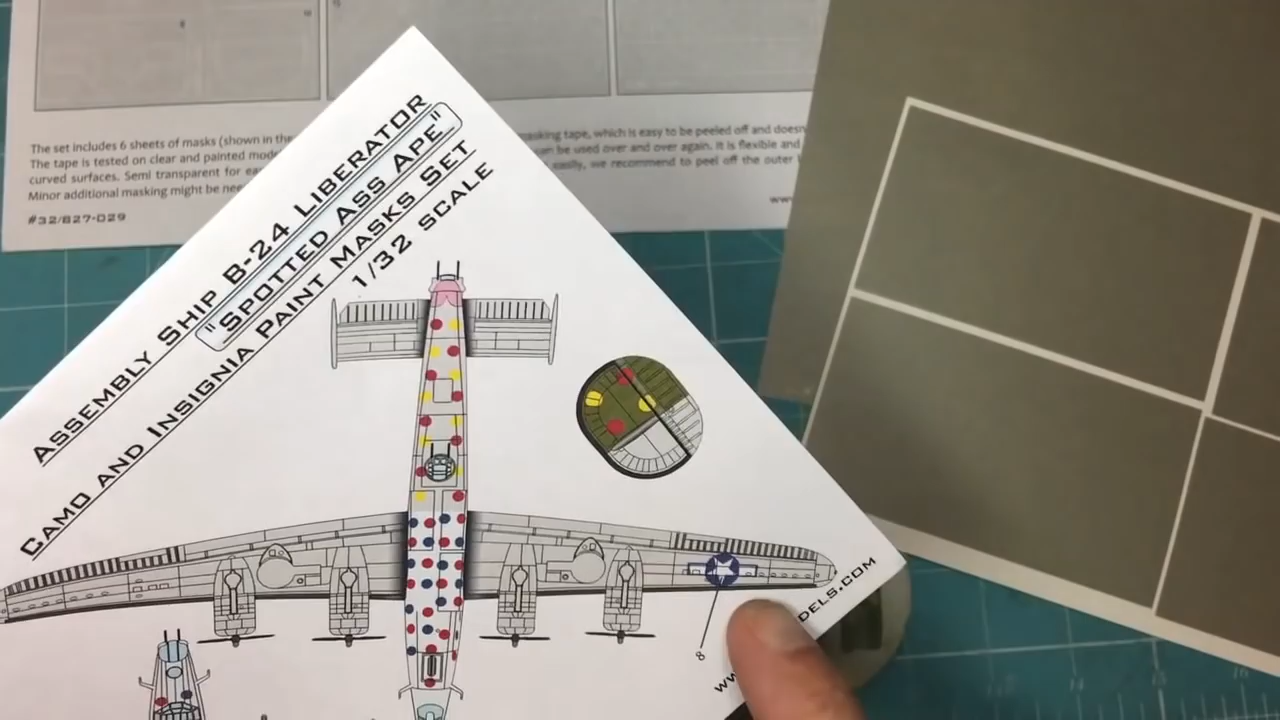 The set includes 6 sheets of masks (shown in the
masking tape, which is easy to be peeled off and doesn
The tape is tested on clear and painted
can be used over and over again. It is flexible and
curved surfaces. Semi transparent for
easily, we recommend to peel off the outer
Minor additional masking might be
#32/827-029
www.
ASSEMBLY SHIP B-24 LIBERATOR
"SPOTTED ASS APE"
CAMO AND INSIGNIA PAINT MASKS SET
1/32 SCALE
8
DELS.COM